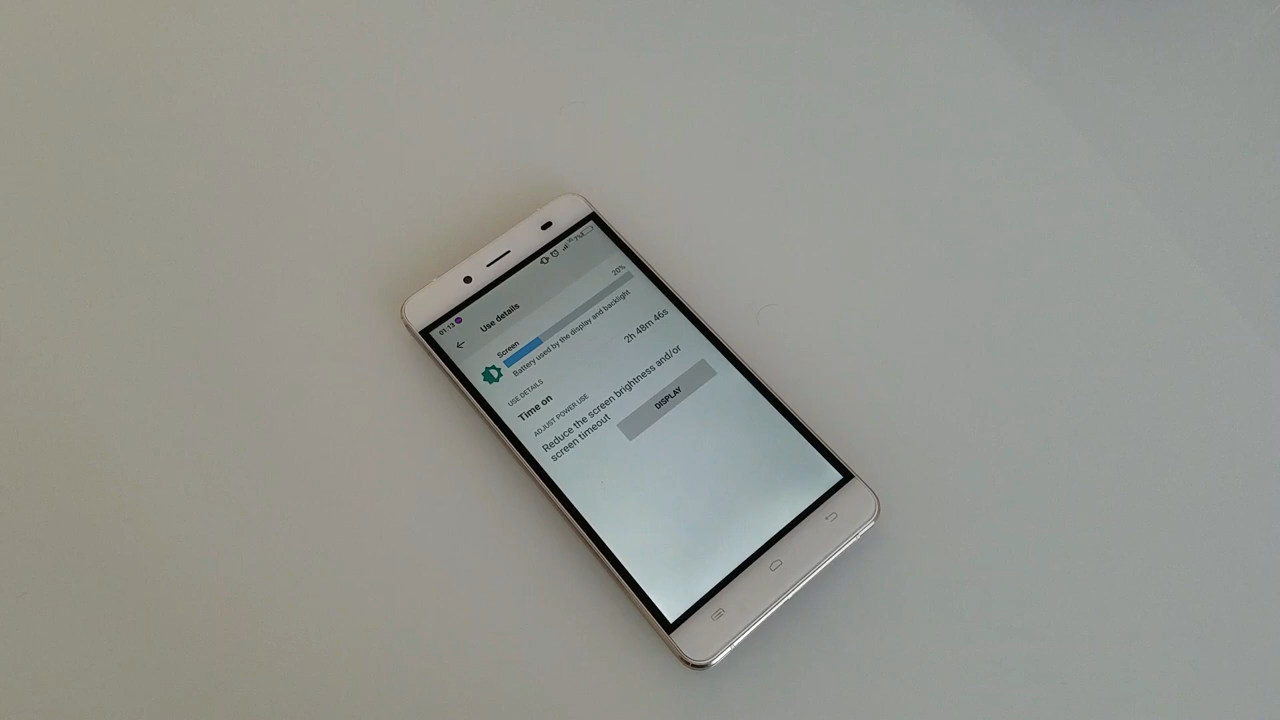 01:13
Use details
Screen 20%
Battery used by the display and backlight
USE DETAILS
Time on 2h 48m 46s
ADJUST POWER USE
Reduce the screen brightness and/or
screen timeout
DISPLAY